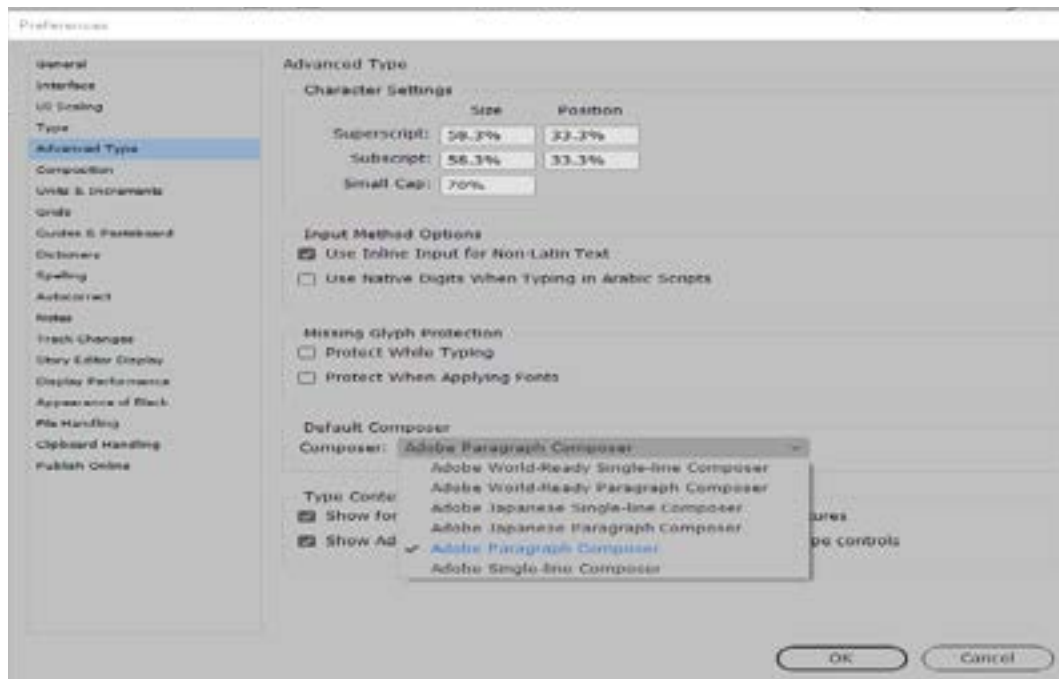 Preferences
General
Interface
UI Scaling
Type
Advanced Type
Composition
Units & Increments
Grids
Guides & Pasteboard
Dictionary
Spelling
Autocorrect
Notes
Track Changes
Story Editor Display
Display Performance
Appearance of Black
File Handling
Clipboard Handling
Publish Online
Advanced Type
Character Settings
Size Position
Superscript: 58.3% 33.3%
Subscript: 58.3% 33.3%
Small Cap: 70%
Input Method Options
Use Inline Input for Non-Latin Text
Use Native Digits When Typing in Arabic Scripts
Missing Glyph Protection
Protect While Typing
Protect When Applying Fonts
Default Composer
Composer: Adobe Paragraph Composer
Adobe World-Ready Single-line Composer
Adobe World-Ready Paragraph Composer
Adobe Japanese Single-line Composer
Adobe Japanese Paragraph Composer
Adobe Paragraph Composer
Adobe Single-line Composer
Type Conte
Show for ures
Show Ad pe controls
OK Cancel